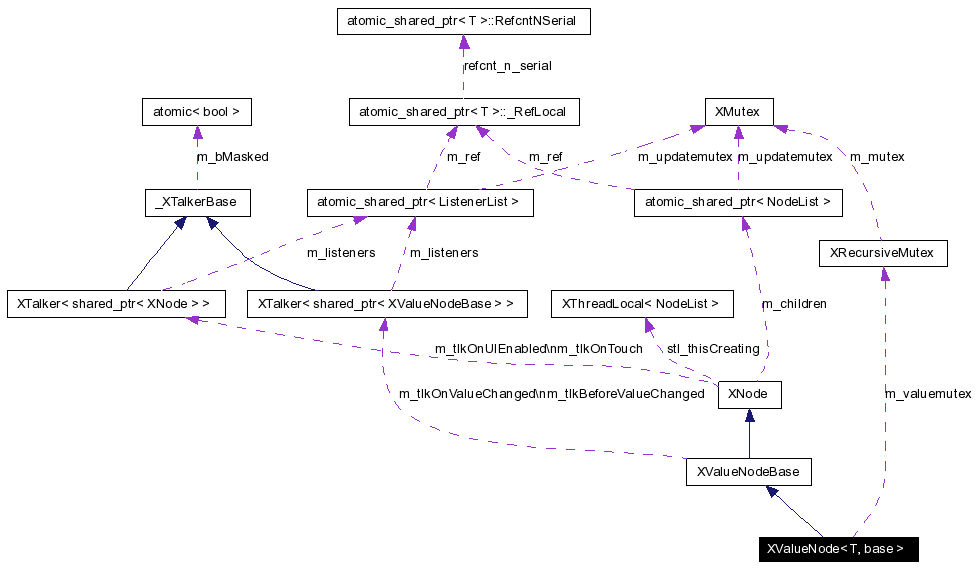 atomic_shared_ptr< T >::RefcntNSerial
refcnt_n_serial
atomic< bool >
atomic_shared_ptr< T >::_RefLocal
XMutex
m_bMasked
m_ref
m_ref
m_updatemutex
m_updatemutex
m_mutex
_XTalkerBase
atomic_shared_ptr< ListenerList >
atomic_shared_ptr< NodeList >
m_listeners
m_listeners
XRecursiveMutex
XTalker< shared_ptr< XNode > >
XTalker< shared_ptr< XValueNodeBase > >
XThreadLocal< NodeList >
m_children
m_tlkOnUIEnabled\nm_tlkOnTouch
stl_thisCreating
m_tlkOnValueChanged\nm_tlkBeforeValueChanged
XNode
m_valuemutex
XValueNodeBase
XValueNode< T, base >